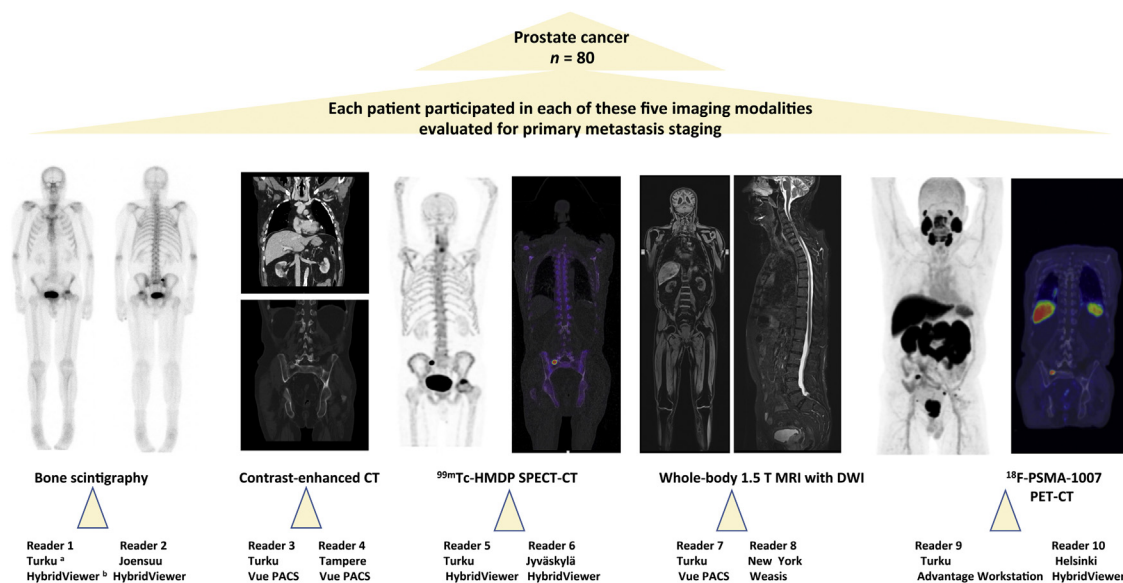 Prostate cancer
n = 80
Each patient participated in each of these five imaging modalities
evaluated for primary metastasis staging
Bone scintigraphy
Contrast-enhanced CT
⁹⁹ᵐTc-HMDP SPECT-CT
Whole-body 1.5 T MRI with DWI
¹⁸F-PSMA-1007
PET-CT
Reader 1
Turku ᵃ
HybridViewer ᵇ
Reader 2
Joensuu
HybridViewer
Reader 3
Turku
Vue PACS
Reader 4
Tampere
Vue PACS
Reader 5
Turku
HybridViewer
Reader 6
Jyväskylä
HybridViewer
Reader 7
Turku
Vue PACS
Reader 8
New York
Weasis
Reader 9
Turku
Advantage Workstation
Reader 10
Helsinki
HybridViewer